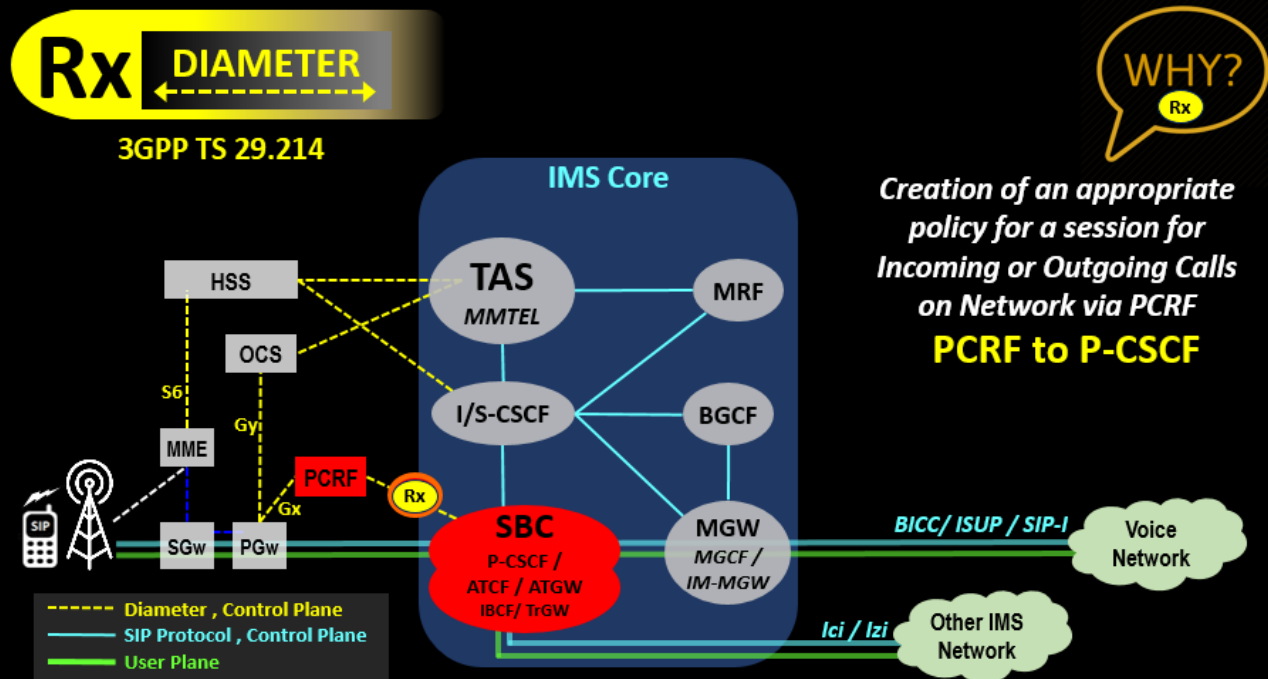 Rx
DIAMETER
3GPP TS 29.214
WHY?
Rx
Creation of an appropriate
policy for a session for
Incoming or Outgoing Calls
on Network via PCRF
PCRF to P-CSCF
IMS Core
HSS
TAS
MMTEL
MRF
OCS
S6
I/S-CSCF
BGCF
Gy
MME
PCRF
Rx
Gx
SIP
SGw
PGw
SBC
P-CSCF /
ATCF / ATGW
IBCF/ TrGW
MGW
MGCF /
IM-MGW
BICC/ ISUP / SIP-I
Voice
Network
Diameter , Control Plane
SIP Protocol , Control Plane
User Plane
Ici / Izi
Other IMS
Network